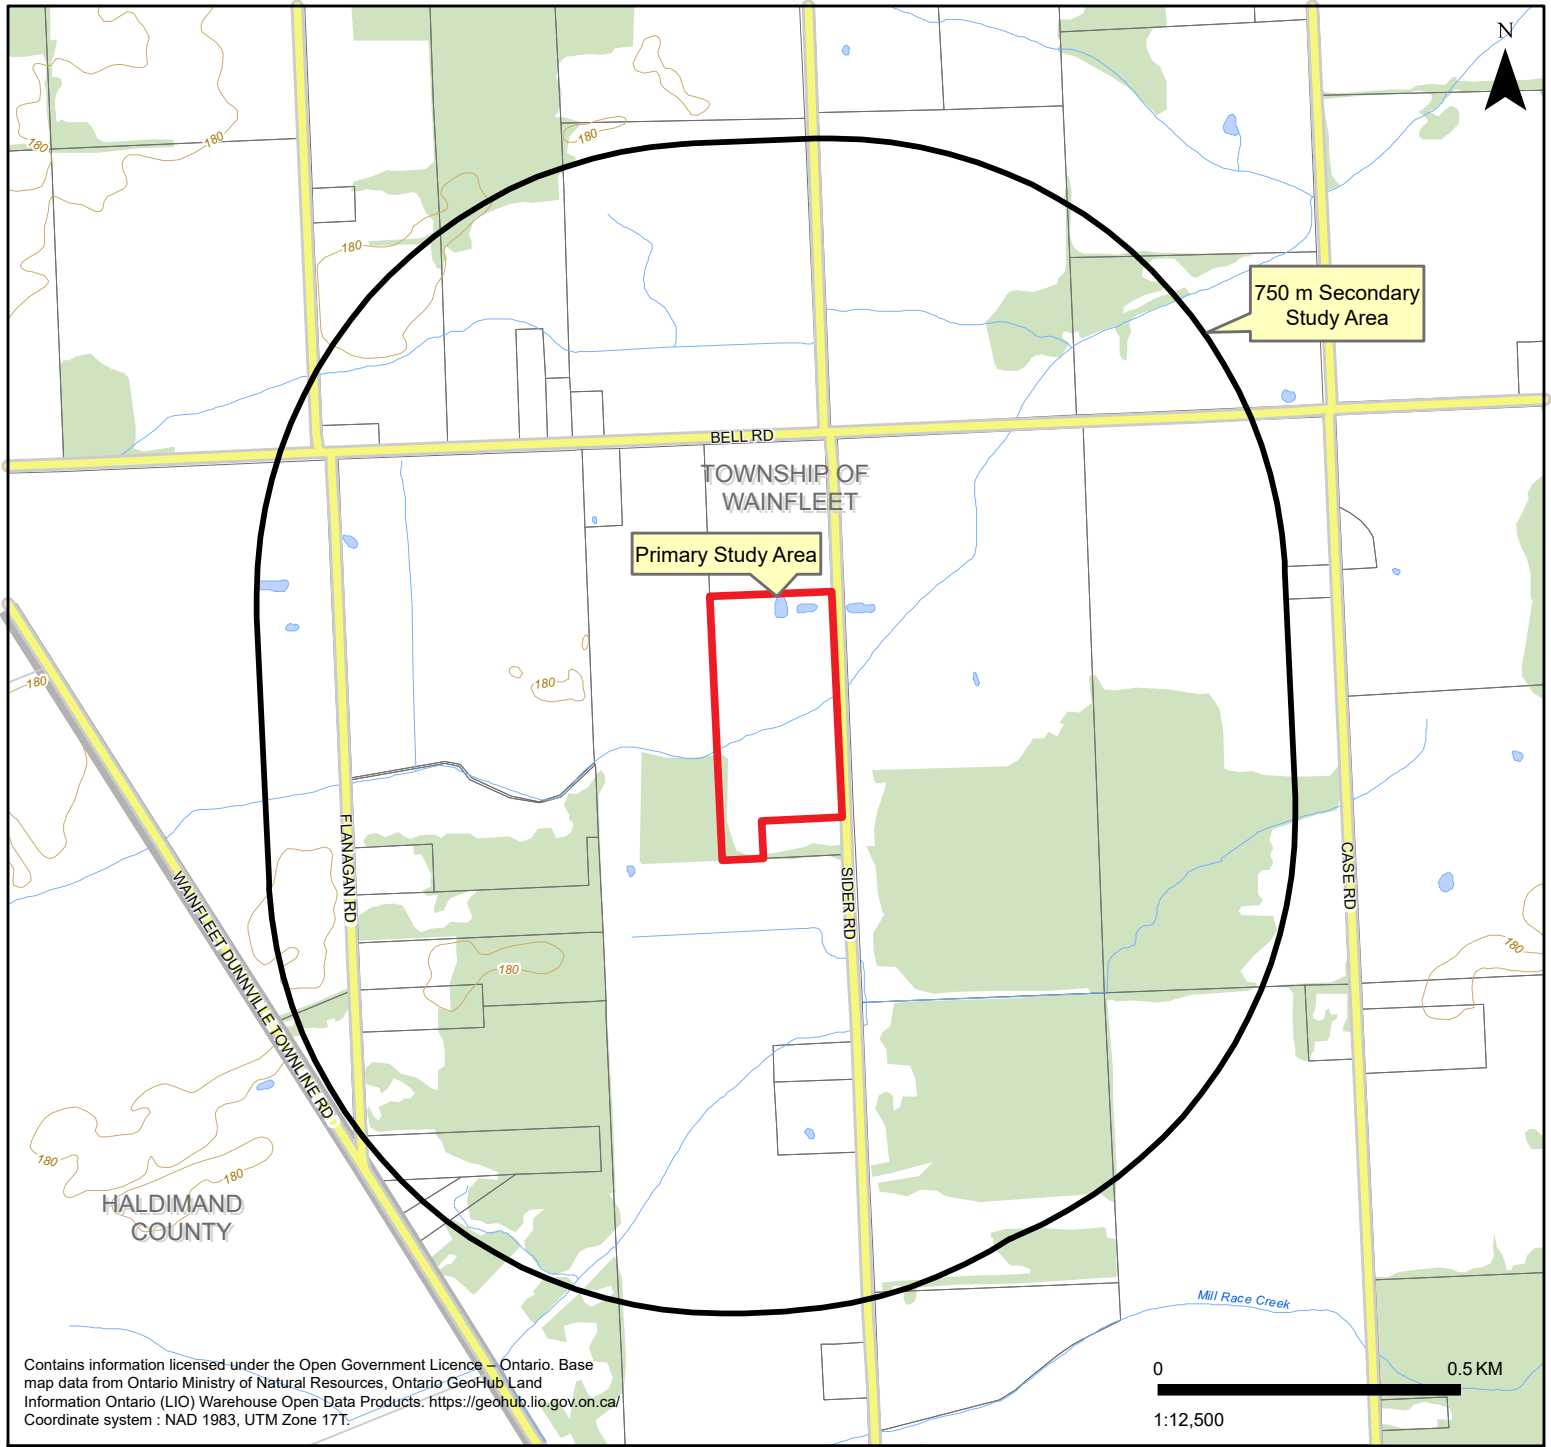 N
180
180
180
180
750 m Secondary
Study Area
BELL RD
TOWNSHIP OF
WAINFLEET
Primary Study Area
180
180
FLANAGAN RD
WAINFLEET DUNNVILLE TOWNLINE RD
SIDER RD
CASE RD
180
180
180
180
HALDIMAND
COUNTY
Mill Race Creek
Contains information licensed under the Open Government Licence – Ontario. Base
map data from Ontario Ministry of Natural Resources, Ontario GeoHub Land
Information Ontario (LIO) Warehouse Open Data Products. https://geohub.lio.gov.on.ca/
Coordinate system : NAD 1983, UTM Zone 17T.
0 0.5 KM
1:12,500